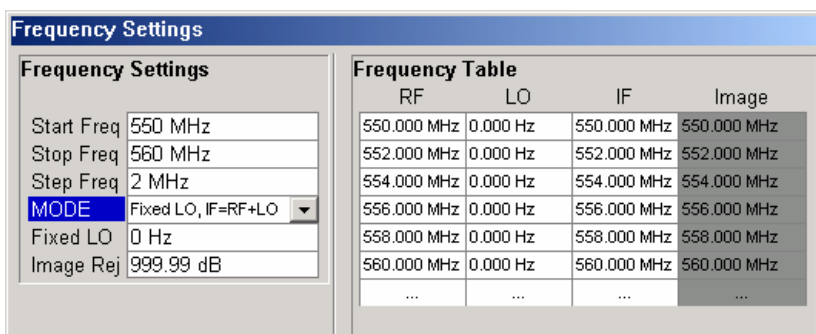 Frequency Settings
Frequency Settings
Start Freq 550 MHz
Stop Freq 560 MHz
Step Freq 2 MHz
MODE Fixed LO, IF=RF+LO
Fixed LO 0 Hz
Image Rej 999.99 dB
Frequency Table
RF LO IF Image
550.000 MHz 0.000 Hz 550.000 MHz 550.000 MHz
552.000 MHz 0.000 Hz 552.000 MHz 552.000 MHz
554.000 MHz 0.000 Hz 554.000 MHz 554.000 MHz
556.000 MHz 0.000 Hz 556.000 MHz 556.000 MHz
558.000 MHz 0.000 Hz 558.000 MHz 558.000 MHz
560.000 MHz 0.000 Hz 560.000 MHz 560.000 MHz
... ... ... ...